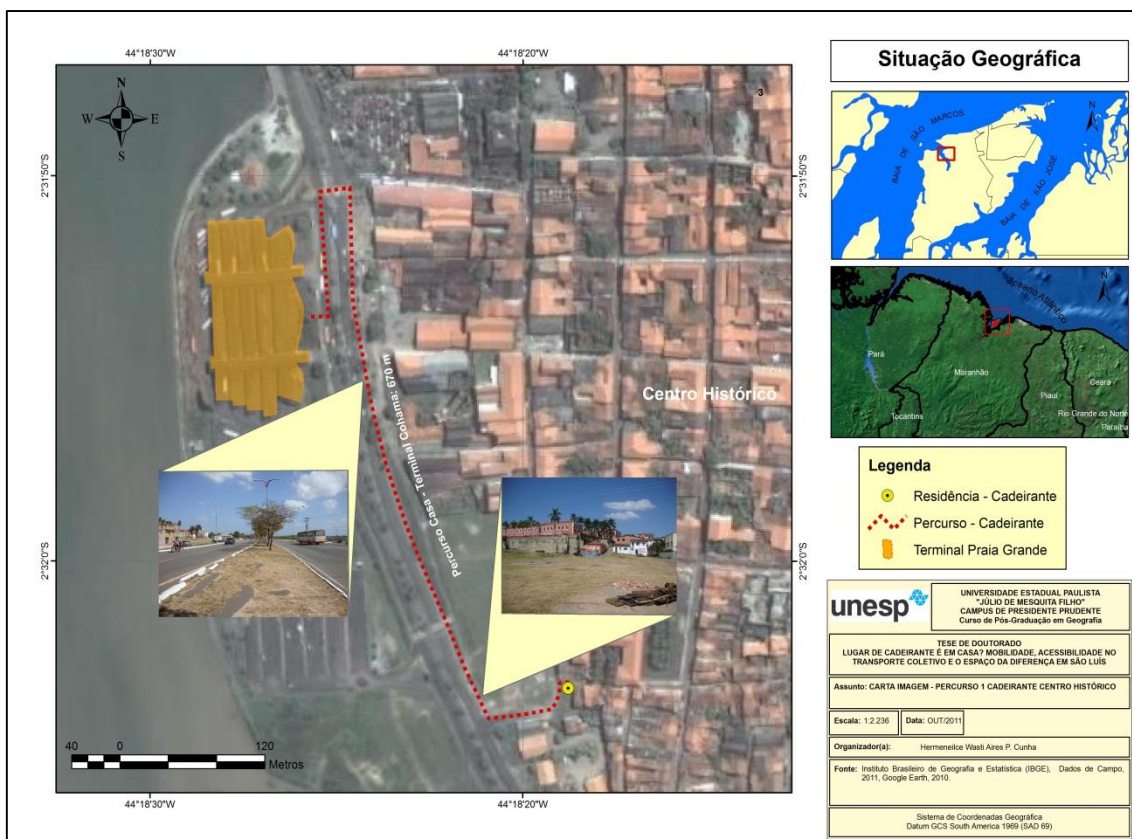 44°18'30"W
44°18'20"W
N
W
E
S
3
2°31'50"S
2°31'50"S
Centro Histórico
Percurso Casa - Terminal Cohama: 670 m
2°32'0"S
2°32'0"S
40 0 120
Metros
44°18'30"W
44°18'20"W
Situação Geográfica
N
BAIA DE SÃO MARCOS
BAIA DE SÃO JOSÉ
N
Oceano Atlântico
Pará
Maranhão
Ceara
Piauí
Tocantins
Rio Grande do Norte
Paraíba
Legenda
Residência - Cadeirante
Percurso - Cadeirante
Terminal Praia Grande
unesp
UNIVERSIDADE ESTADUAL PAULISTA
"JÚLIO DE MESQUITA FILHO"
CAMPUS DE PRESIDENTE PRUDENTE
Curso de Pós-Graduação em Geografia
TESE DE DOUTORADO
LUGAR DE CADEIRANTE É EM CASA? MOBILIDADE, ACESSIBILIDADE NO
TRANSPORTE COLETIVO E O ESPAÇO DA DIFERENÇA EM SÃO LUÍS
Assunto: CARTA IMAGEM - PERCURSO 1 CADEIRANTE CENTRO HISTÓRICO
Escala: 1:2.236
Data: OUT/2011
Organizador(a): Hermeneilce Wasti Aires P. Cunha
Fonte: Instituto Brasileiro de Geografia e Estatística (IBGE), Dados de Campo,
2011, Google Earth, 2010.
Sistema de Coordenadas Geográfica
Datum GCS South America 1969 (SAD 69)